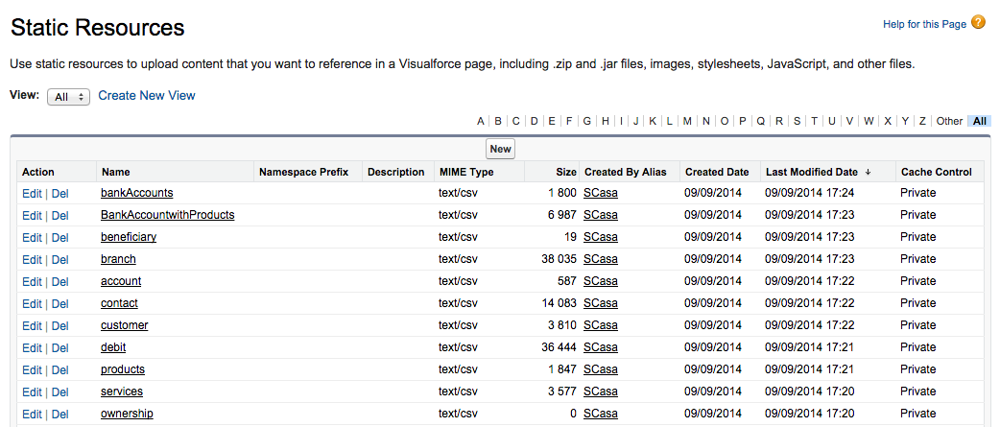 Static Resources
Help for this Page ?
Use static resources to upload content that you want to reference in a Visualforce page, including .zip and .jar files, images, stylesheets, JavaScript, and other files.
View: All Create New View
A | B | C | D | E | F | G | H | I | J | K | L | M | N | O | P | Q | R | S | T | U | V | W | X | Y | Z | Other | All
New
Action Name Namespace Prefix Description MIME Type Size Created By Alias Created Date Last Modified Date ↓ Cache Control
Edit | Del bankAccounts text/csv 1 800 SCasa 09/09/2014 09/09/2014 17:24 Private
Edit | Del BankAccountwithProducts text/csv 6 987 SCasa 09/09/2014 09/09/2014 17:23 Private
Edit | Del beneficiary text/csv 19 SCasa 09/09/2014 09/09/2014 17:23 Private
Edit | Del branch text/csv 38 035 SCasa 09/09/2014 09/09/2014 17:23 Private
Edit | Del account text/csv 587 SCasa 09/09/2014 09/09/2014 17:22 Private
Edit | Del contact text/csv 14 083 SCasa 09/09/2014 09/09/2014 17:22 Private
Edit | Del customer text/csv 3 810 SCasa 09/09/2014 09/09/2014 17:22 Private
Edit | Del debit text/csv 36 444 SCasa 09/09/2014 09/09/2014 17:21 Private
Edit | Del products text/csv 1 847 SCasa 09/09/2014 09/09/2014 17:21 Private
Edit | Del services text/csv 3 577 SCasa 09/09/2014 09/09/2014 17:20 Private
Edit | Del ownership text/csv 0 SCasa 09/09/2014 09/09/2014 17:20 Private